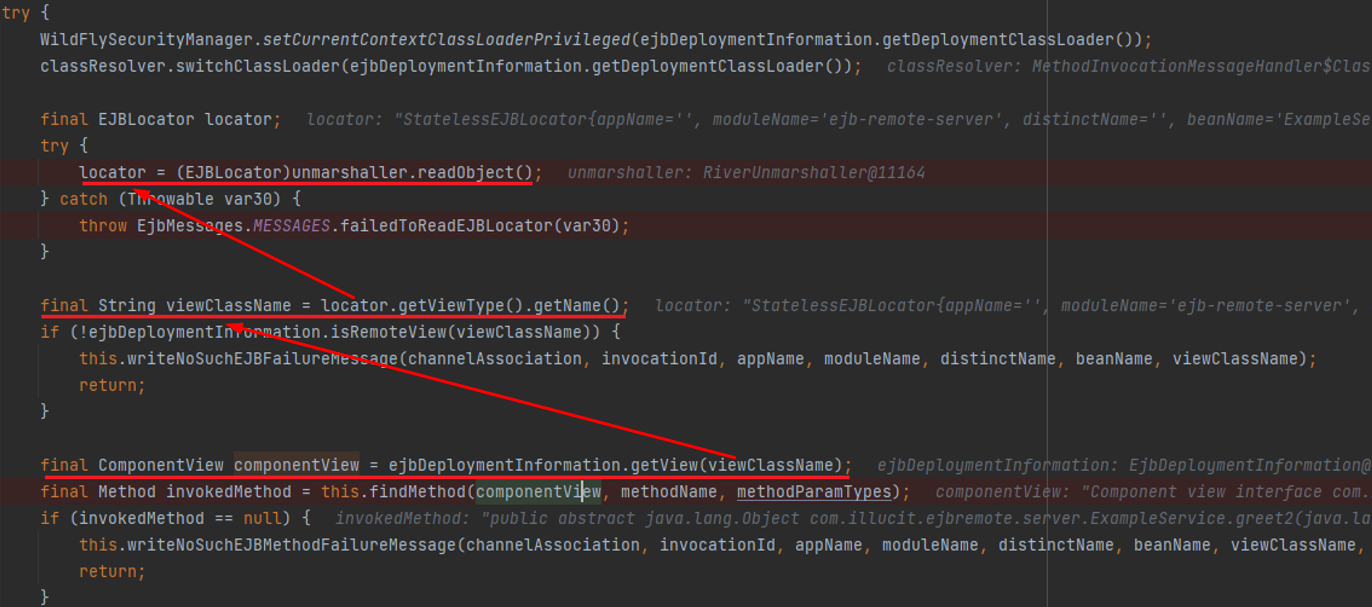 try {
WildFlySecurityManager.setCurrentContextClassLoaderPrivileged(ejbDeploymentInformation.getDeploymentClassLoader());
classResolver.switchClassLoader(ejbDeploymentInformation.getDeploymentClassLoader()); classResolver: MethodInvocationMessageHandler$Clas
final EJBLocator locator; locator: "StatelessEJBLocator{appName='', moduleName='ejb-remote-server', distinctName='', beanName='ExampleSe
try {
locator = (EJBLocator)unmarshaller.readObject(); unmarshaller: RiverUnmarshaller@11164
} catch (Throwable var30) {
throw EjbMessages.MESSAGES.failedToReadEJBLocator(var30);
}
final String viewClassName = locator.getViewType().getName(); locator: "StatelessEJBLocator{appName='', moduleName='ejb-remote-server',
if (!ejbDeploymentInformation.isRemoteView(viewClassName)) {
this.writeNoSuchEJBFailureMessage(channelAssociation, invocationId, appName, moduleName, distinctName, beanName, viewClassName);
return;
}
final ComponentView componentView = ejbDeploymentInformation.getView(viewClassName); ejbDeploymentInformation: EjbDeploymentInformation@
final Method invokedMethod = this.findMethod(componentView, methodName, methodParamTypes); componentView: "Component view interface com.
if (invokedMethod == null) { invokedMethod: "public abstract java.lang.Object com.illucit.ejbremote.server.ExampleService.greet2(java.la
this.writeNoSuchEJBMethodFailureMessage(channelAssociation, invocationId, appName, moduleName, distinctName, beanName, viewClassName,
return;
}